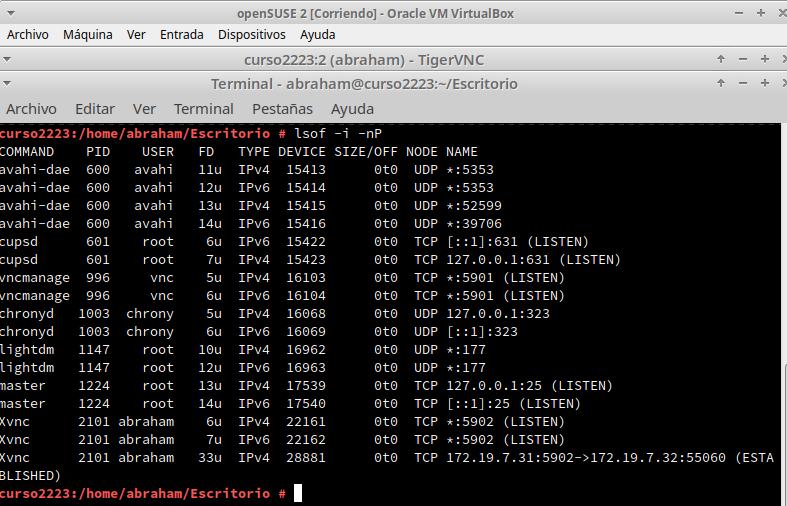 openSUSE 2 [Corriendo] - Oracle VM VirtualBox
Archivo Máquina Ver Entrada Dispositivos Ayuda
curso2223:2 (abraham) - TigerVNC
Terminal - abraham@curso2223:~/Escritorio
Archivo Editar Ver Terminal Pestañas Ayuda
curso2223:/home/abraham/Escritorio # lsof -i -nP
COMMAND    PID    USER   FD   TYPE DEVICE SIZE/OFF NODE NAME
avahi-dae  600   avahi   11u  IPv4  15413      0t0  UDP *:5353
avahi-dae  600   avahi   12u  IPv6  15414      0t0  UDP *:5353
avahi-dae  600   avahi   13u  IPv4  15415      0t0  UDP *:52599
avahi-dae  600   avahi   14u  IPv6  15416      0t0  UDP *:39706
cupsd      601    root    6u  IPv6  15422      0t0  TCP [::1]:631 (LISTEN)
cupsd      601    root    7u  IPv4  15423      0t0  TCP 127.0.0.1:631 (LISTEN)
vncmanage  996     vnc    5u  IPv4  16103      0t0  TCP *:5901 (LISTEN)
vncmanage  996     vnc    6u  IPv6  16104      0t0  TCP *:5901 (LISTEN)
chronyd   1003  chrony    5u  IPv4  16068      0t0  UDP 127.0.0.1:323
chronyd   1003  chrony    6u  IPv6  16069      0t0  UDP [::1]:323
lightdm   1147    root   10u  IPv6  16962      0t0  UDP *:177
lightdm   1147    root   12u  IPv4  16963      0t0  UDP *:177
master    1224    root   13u  IPv4  17539      0t0  TCP 127.0.0.1:25 (LISTEN)
master    1224    root   14u  IPv6  17540      0t0  TCP [::1]:25 (LISTEN)
Xvnc      2101 abraham    6u  IPv4  22161      0t0  TCP *:5902 (LISTEN)
Xvnc      2101 abraham    7u  IPv6  22162      0t0  TCP *:5902 (LISTEN)
Xvnc      2101 abraham   33u  IPv4  28881      0t0  TCP 172.19.7.31:5902->172.19.7.32:55060 (ESTA
BLISHED)
curso2223:/home/abraham/Escritorio #